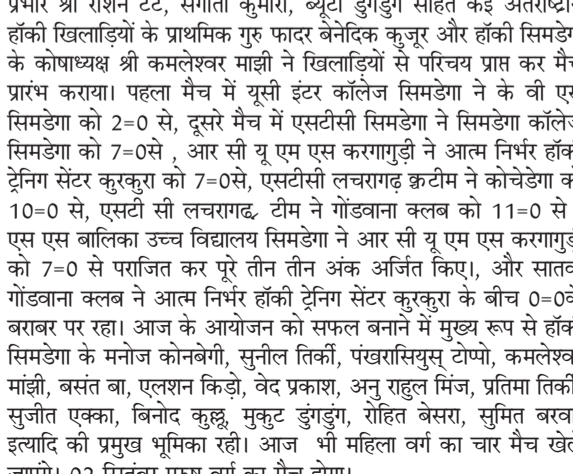 प्रभार श्री राशन टेटे, संगीता कुमारी, ब्यूटी डुंगडुंग सहित कई अंतर्राष्ट्रीय
हॉकी खिलाड़ियों के प्राथमिक गुरु फादर बेनेदिक कुजूर और हॉकी सिमडेगा
के कोषाध्यक्ष श्री कमलेश्वर माझी ने खिलाड़ियों से परिचय प्राप्त कर मैच
प्रारंभ कराया। पहला मैच में यूसी इंटर कॉलेज सिमडेगा ने के वी एस
सिमडेगा को 2=0 से, दूसरे मैच में एसटीसी सिमडेगा ने सिमडेगा कॉलेज
सिमडेगा को 7=0से , आर सी यू एम एस करगागुड़ी ने आत्म निर्भर हॉकी
ट्रेनिग सेंटर कुरकुरा को 7=0से, एसटीसी लचरागढ़ क्रटीम ने कोचेडेगा को
10=0 से, एसटी सी लचरागढ टीम ने गोंडवाना क्लब को 11=0 से
एस एस बालिका उच्च विद्यालय सिमडेगा ने आर सी यू एम एस करगागुड़ी
को 7=0 से पराजित कर पूरे तीन तीन अंक अर्जित किए।, और सातवां
गोंडवाना क्लब ने आत्म निर्भर हॉकी ट्रेनिग सेंटर कुरकुरा के बीच 0=0के
बराबर पर रहा। आज के आयोजन को सफल बनाने में मुख्य रूप से हॉकी
सिमडेगा के मनोज कोनबेगी, सुनील तिर्की, पंखरासियुस् टोप्पो, कमलेश्वर
मांझी, बसंत बा, एलशन किड़ो, वेद प्रकाश, अनु राहुल मिंज, प्रतिमा तिर्की
सुजीत एक्का, बिनोद कुल्लू, मुकुट डुंगडुंग, रोहित बेसरा, सुमित बरवा
इत्यादि की प्रमुख भूमिका रही। आज भी महिला वर्ग का चार मैच खेले